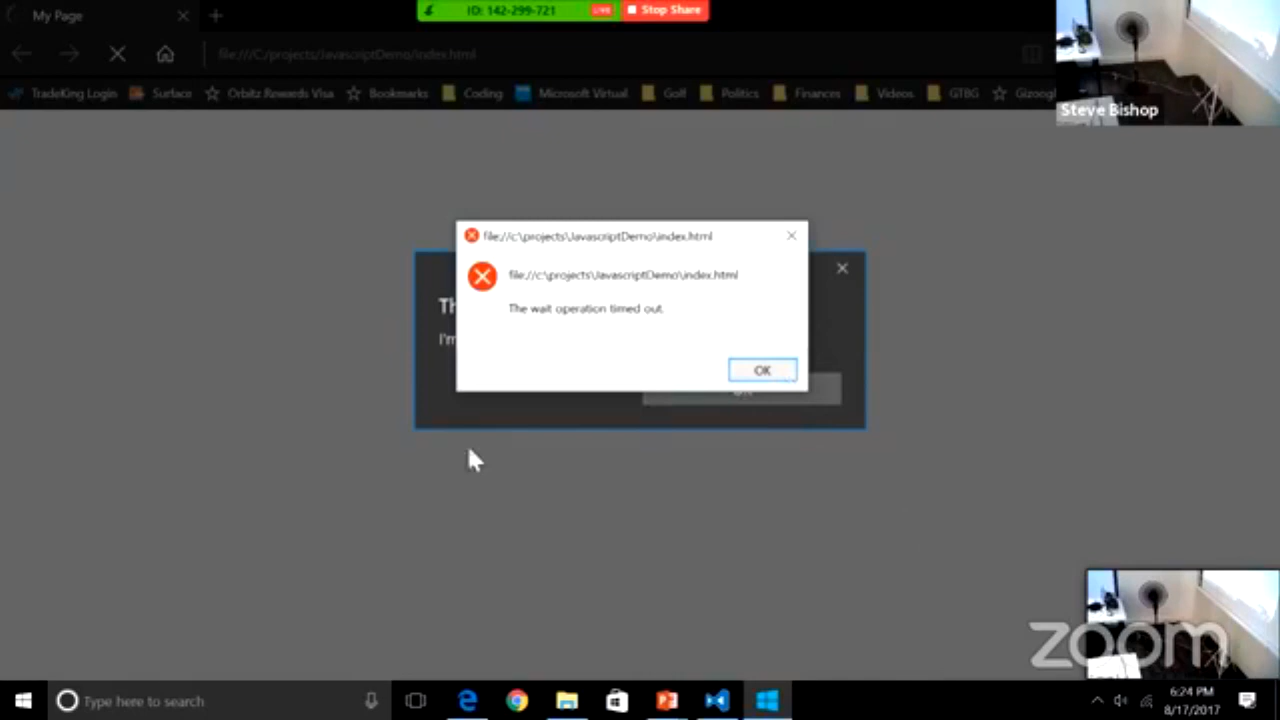 My Page
ID: 142-299-721
LIVE
Stop Share
file:///C:/projects/JavascriptDemo/index.html
TradeKing Login
Surface
Orbitz Rewards Visa
Bookmarks
Coding
Microsoft Virtual
Golf
Politics
Finances
Videos
GTBG
Gizoogl
Steve Bishop
file://c:\projects\JavascriptDemo\index.html
file://c:\projects\JavascriptDemo\index.html
Th
The wait operation timed out.
I'm
OK
zoom
Type here to search
6:24 PM
8/17/2017